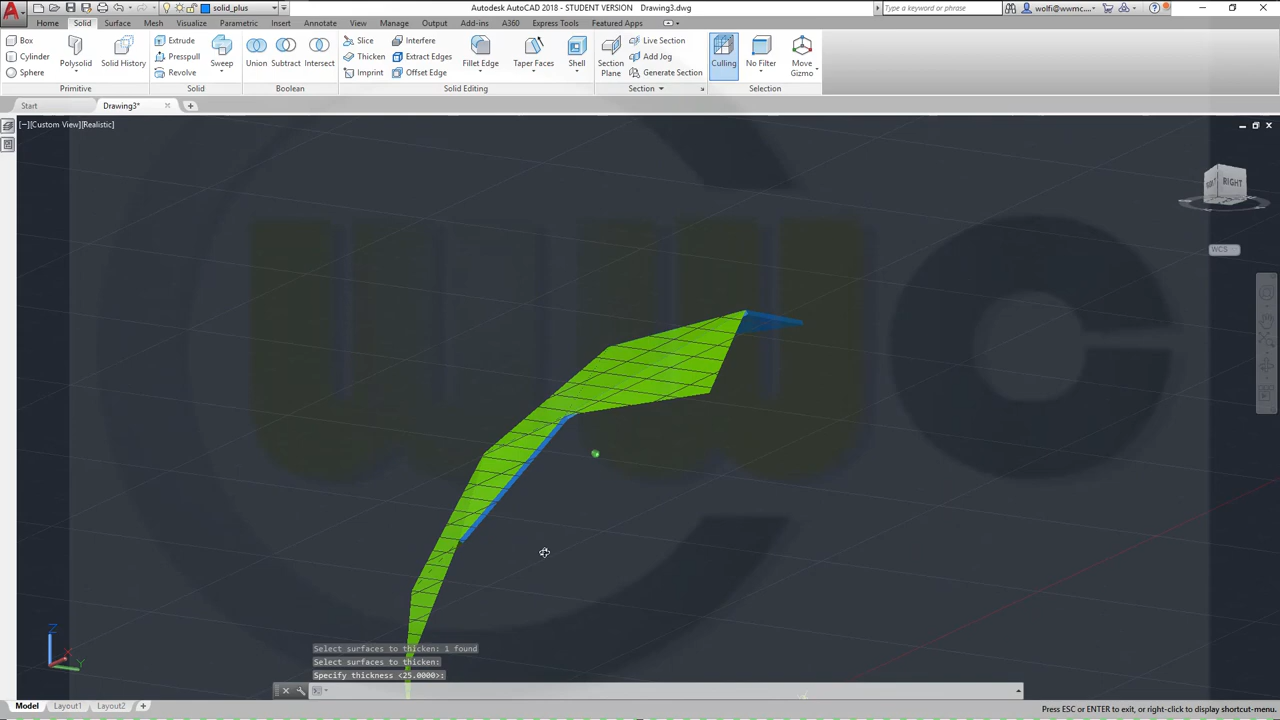 Autodesk AutoCAD 2018 - STUDENT VERSION Drawing3.dwg
solid_plus
Type a keyword or phrase
wolfi@wwmc...
Home Solid Surface Mesh Visualize Parametric Insert Annotate View Manage Output Add-ins A360 Express Tools Featured Apps
Box
Cylinder
Sphere
Polysolid
Solid History
Extrude
Presspull
Revolve
Sweep
Union
Subtract
Intersect
Slice
Thicken
Imprint
Interfere
Extract Edges
Offset Edge
Fillet Edge
Taper Faces
Shell
Section
Plane
Live Section
Add Jog
Generate Section
Culling
No Filter
Move
Gizmo
Primitive
Solid
Boolean
Solid Editing
Section
Selection
Start
Drawing3*
[−][Custom View][Realistic]
RIGHT
WCS
WWC
Z
X
Y
Select surfaces to thicken: 1 found
Select surfaces to thicken:
Specify thickness <25.0000>:
Model Layout1 Layout2
Press ESC or ENTER to exit, or right-click to display shortcut-menu.